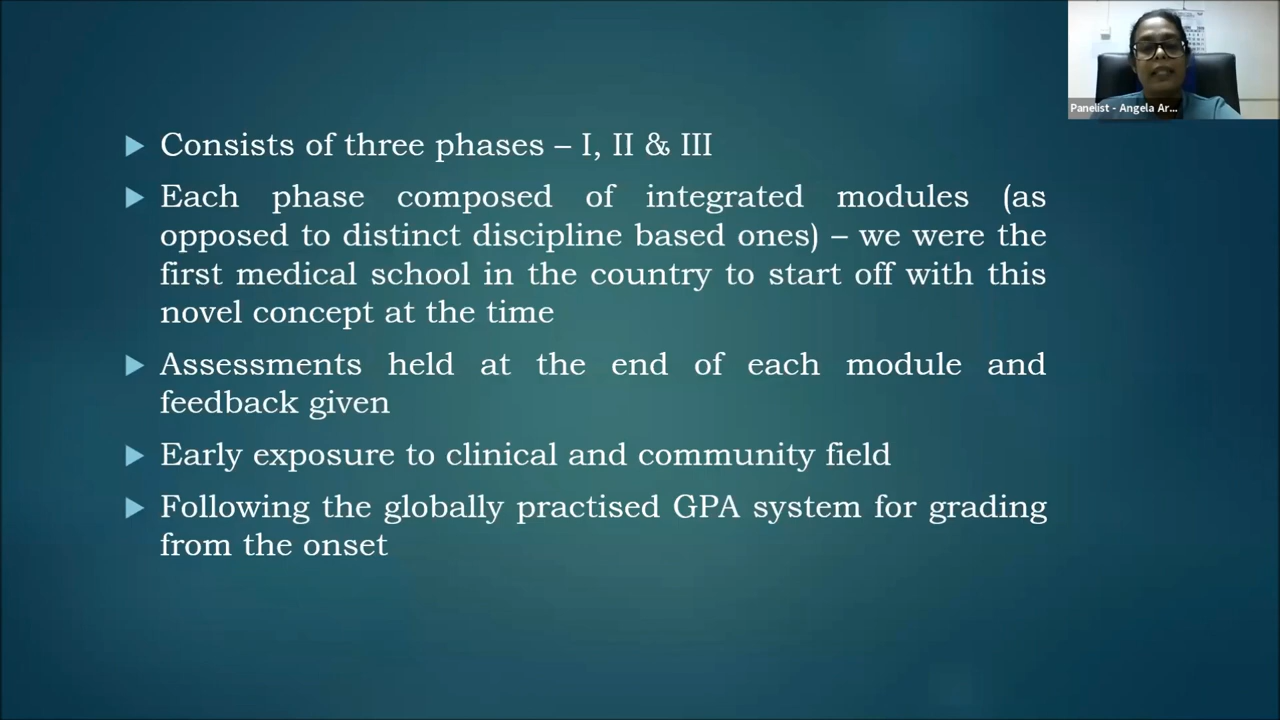 Consists of three phases – I, II & III
Each phase composed of integrated modules (as
opposed to distinct discipline based ones) – we were the
first medical school in the country to start off with this
novel concept at the time
Assessments held at the end of each module and
feedback given
Early exposure to clinical and community field
Following the globally practised GPA system for grading
from the onset
Panelist - Angela Ar...